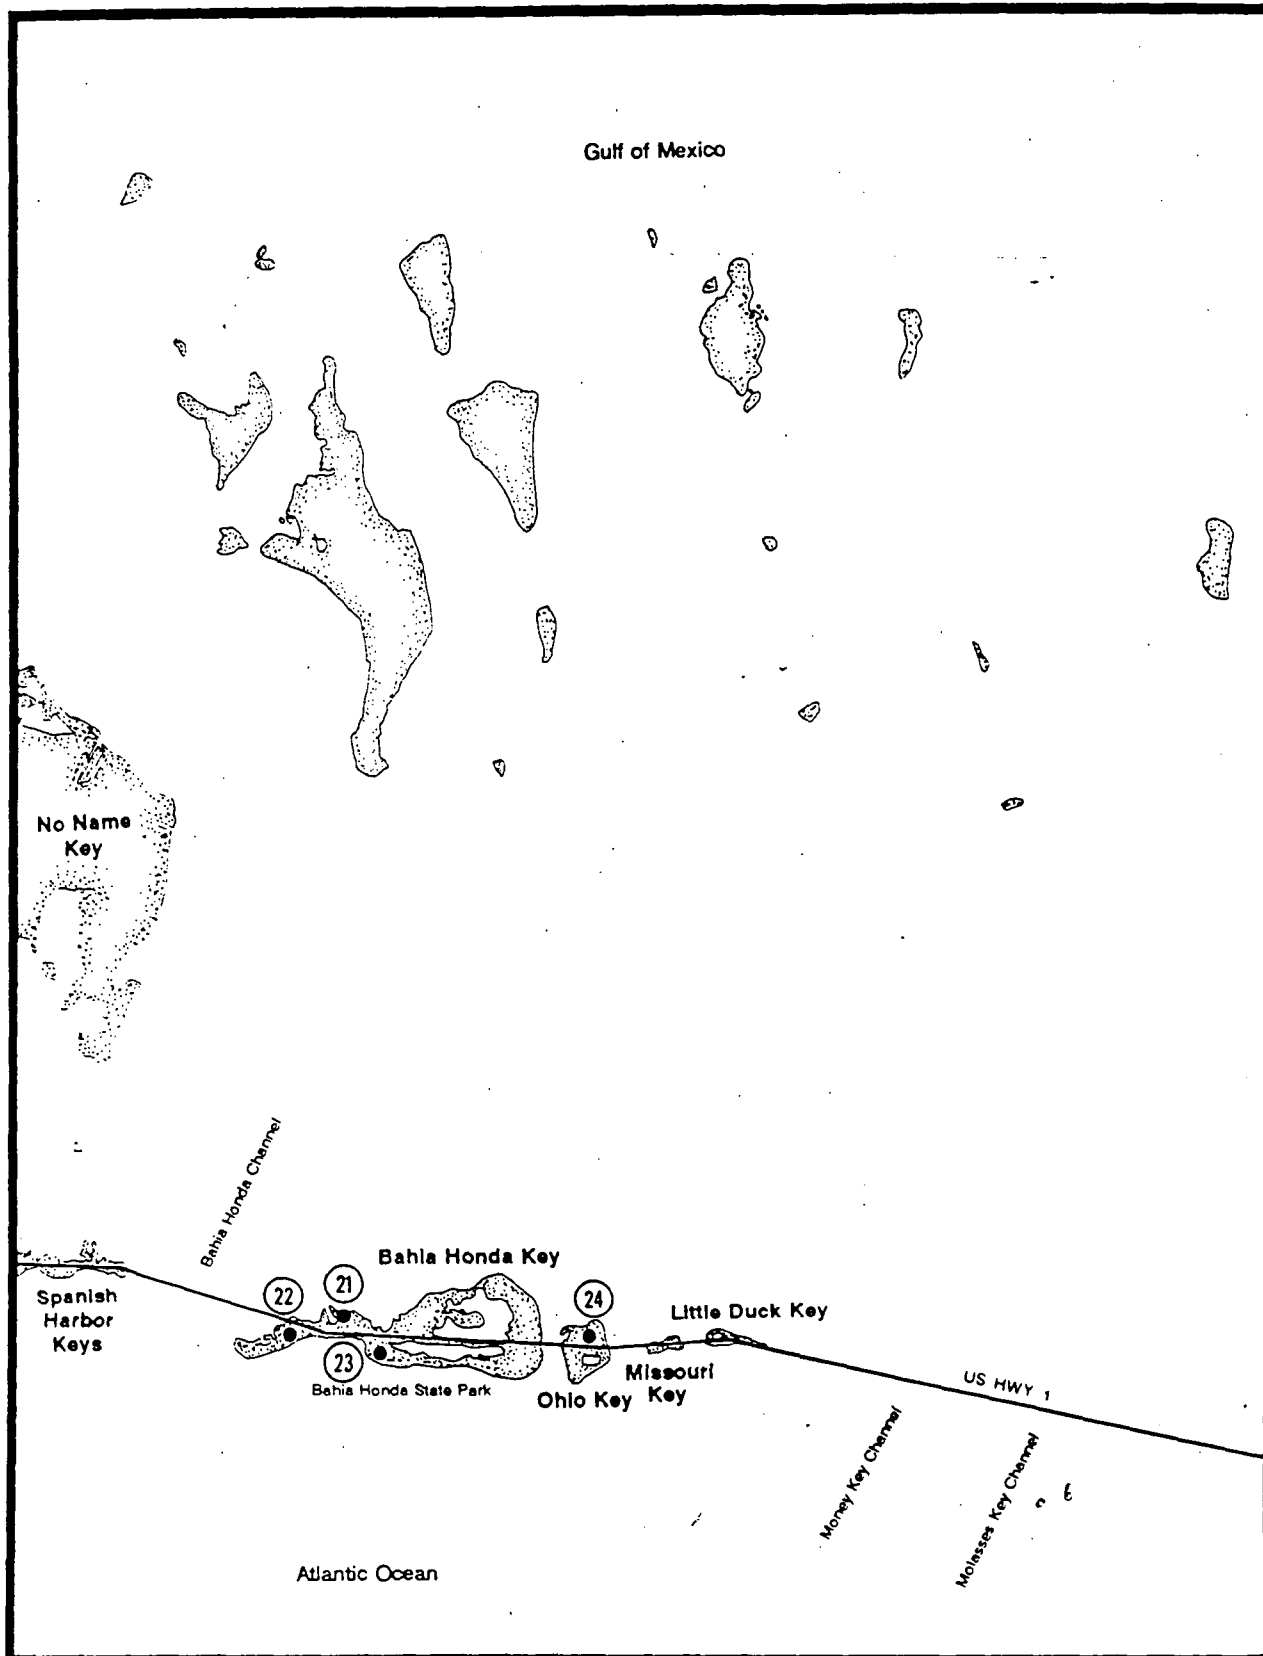 Gulf of Mexico
No Name
Key
Bahia Honda Channel
Bahia Honda Key
Spanish
Harbor
Keys
22
21
24
23
Little Duck Key
Bahia Honda State Park
Missouri
Key
Ohio Key
US HWY 1
Money Key Channel
Molasses Key Channel
Atlantic Ocean